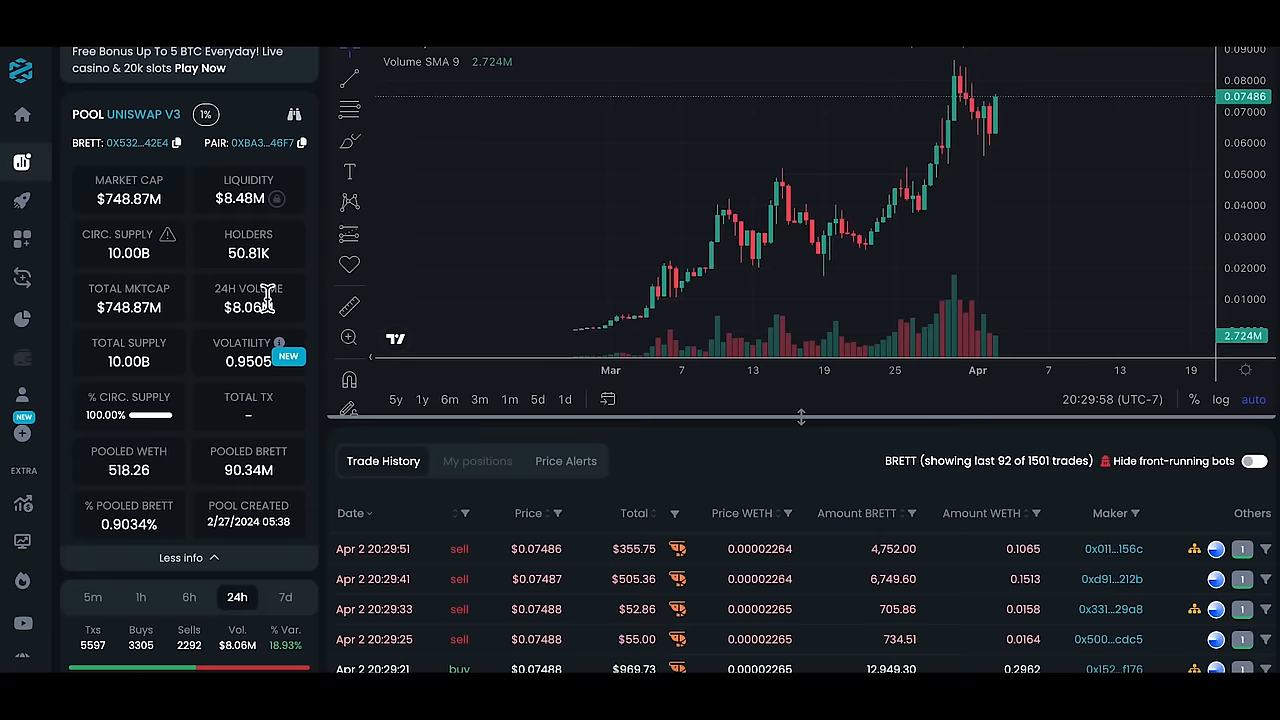 Free Bonus Up To 5 BTC Everyday! Live
casino & 20k slots Play Now
POOL UNISWAP V3 1%
BRETT: 0X532...42E4 PAIR: 0XBA3...46F7
MARKET CAP LIQUIDITY
$748.87M $8.48M
CIRC. SUPPLY HOLDERS
10.00B 50.81K
TOTAL MKTCAP
$748.87M
TOTAL SUPPLY VOLATILITY
10.00B 0.9505 NEW
% CIRC. SUPPLY TOTAL TX
100.00% –
POOLED WETH POOLED BRETT
518.26 90.34M
% POOLED BRETT POOL CREATED
0.9034% 2/27/2024 05:38
Less info
5m 1h 6h 24h 7d
Txs Buys Sells Vol. % Var.
5597 3305 2292 $8.06M 18.93%
NEW
EXTRA
Volume SMA 9 2.724M
0.09000
0.08000
0.07486
0.07000
0.06000
0.05000
0.04000
0.03000
0.02000
0.01000
2.724M
Mar 7 13 19 25 Apr 7 13 19
5y 1y 6m 3m 1m 5d 1d 20:29:58 (UTC-7) % log auto
Trade History My positions Price Alerts BRETT (showing last 92 of 1501 trades) Hide front-running bots
Date Price Total Price WETH Amount BRETT Amount WETH Maker Others
Apr 2 20:29:51 sell $0.07486 $355.75 0.00002264 4,752.00 0.1065 0x011...156c 1
Apr 2 20:29:41 sell $0.07487 $505.36 0.00002264 6,749.60 0.1513 0xd91...212b 1
Apr 2 20:29:33 sell $0.07488 $52.86 0.00002265 705.86 0.0158 0x331...29a8 1
Apr 2 20:29:25 sell $0.07488 $55.00 0.00002265 734.51 0.0164 0x500...cdc5 1
Apr 2 20:29:21 buy $0.07488 $969.73 0.00002265 12,949.30 0.2962 0x152...f176 1